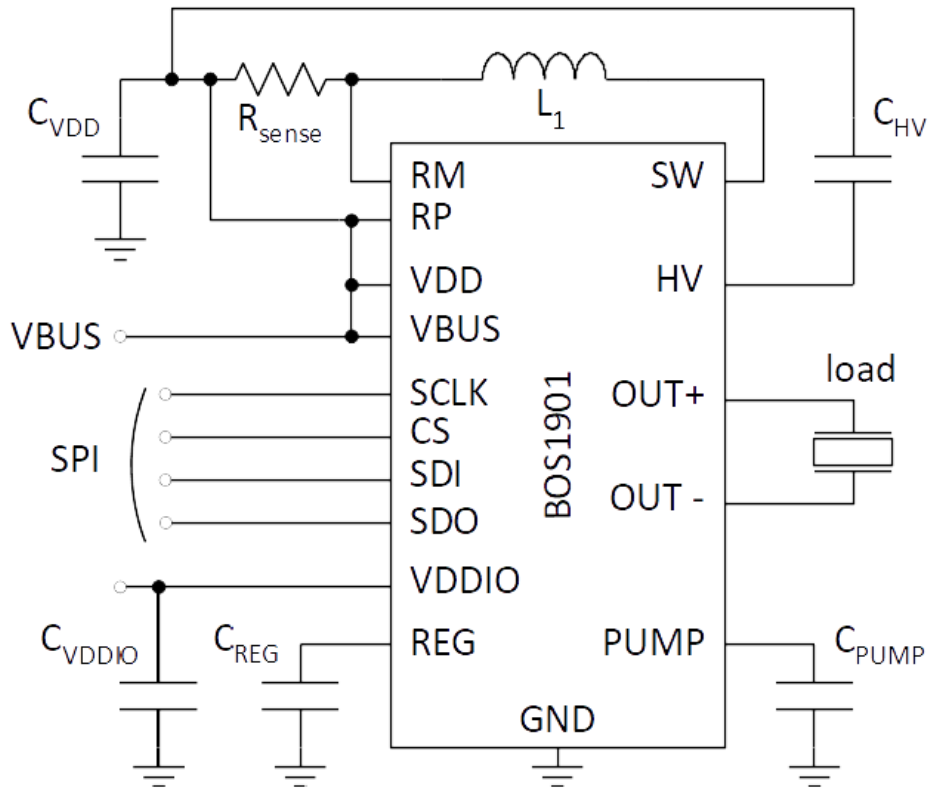 C_VDD
R_sense
L_1
C_HV
RM
SW
RP
VDD
HV
VBUS
VBUS
SCLK
CS
SDI
SDO
SPI
BOS1901
OUT+
OUT -
load
VDDIO
C_VDDIO
C_REG
REG
PUMP
C_PUMP
GND